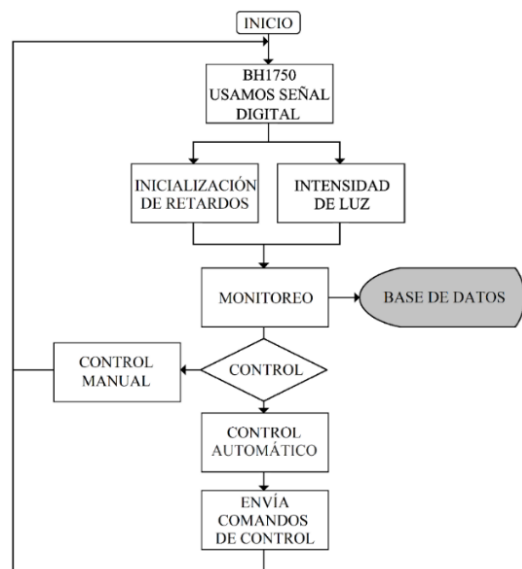 INICIO
BH1750
USAMOS SEÑAL
DIGITAL
INICIALIZACIÓN
DE RETARDOS
INTENSIDAD
DE LUZ
MONITOREO
BASE DE DATOS
CONTROL
MANUAL
CONTROL
CONTROL
AUTOMÁTICO
ENVÍA
COMANDOS
DE CONTROL